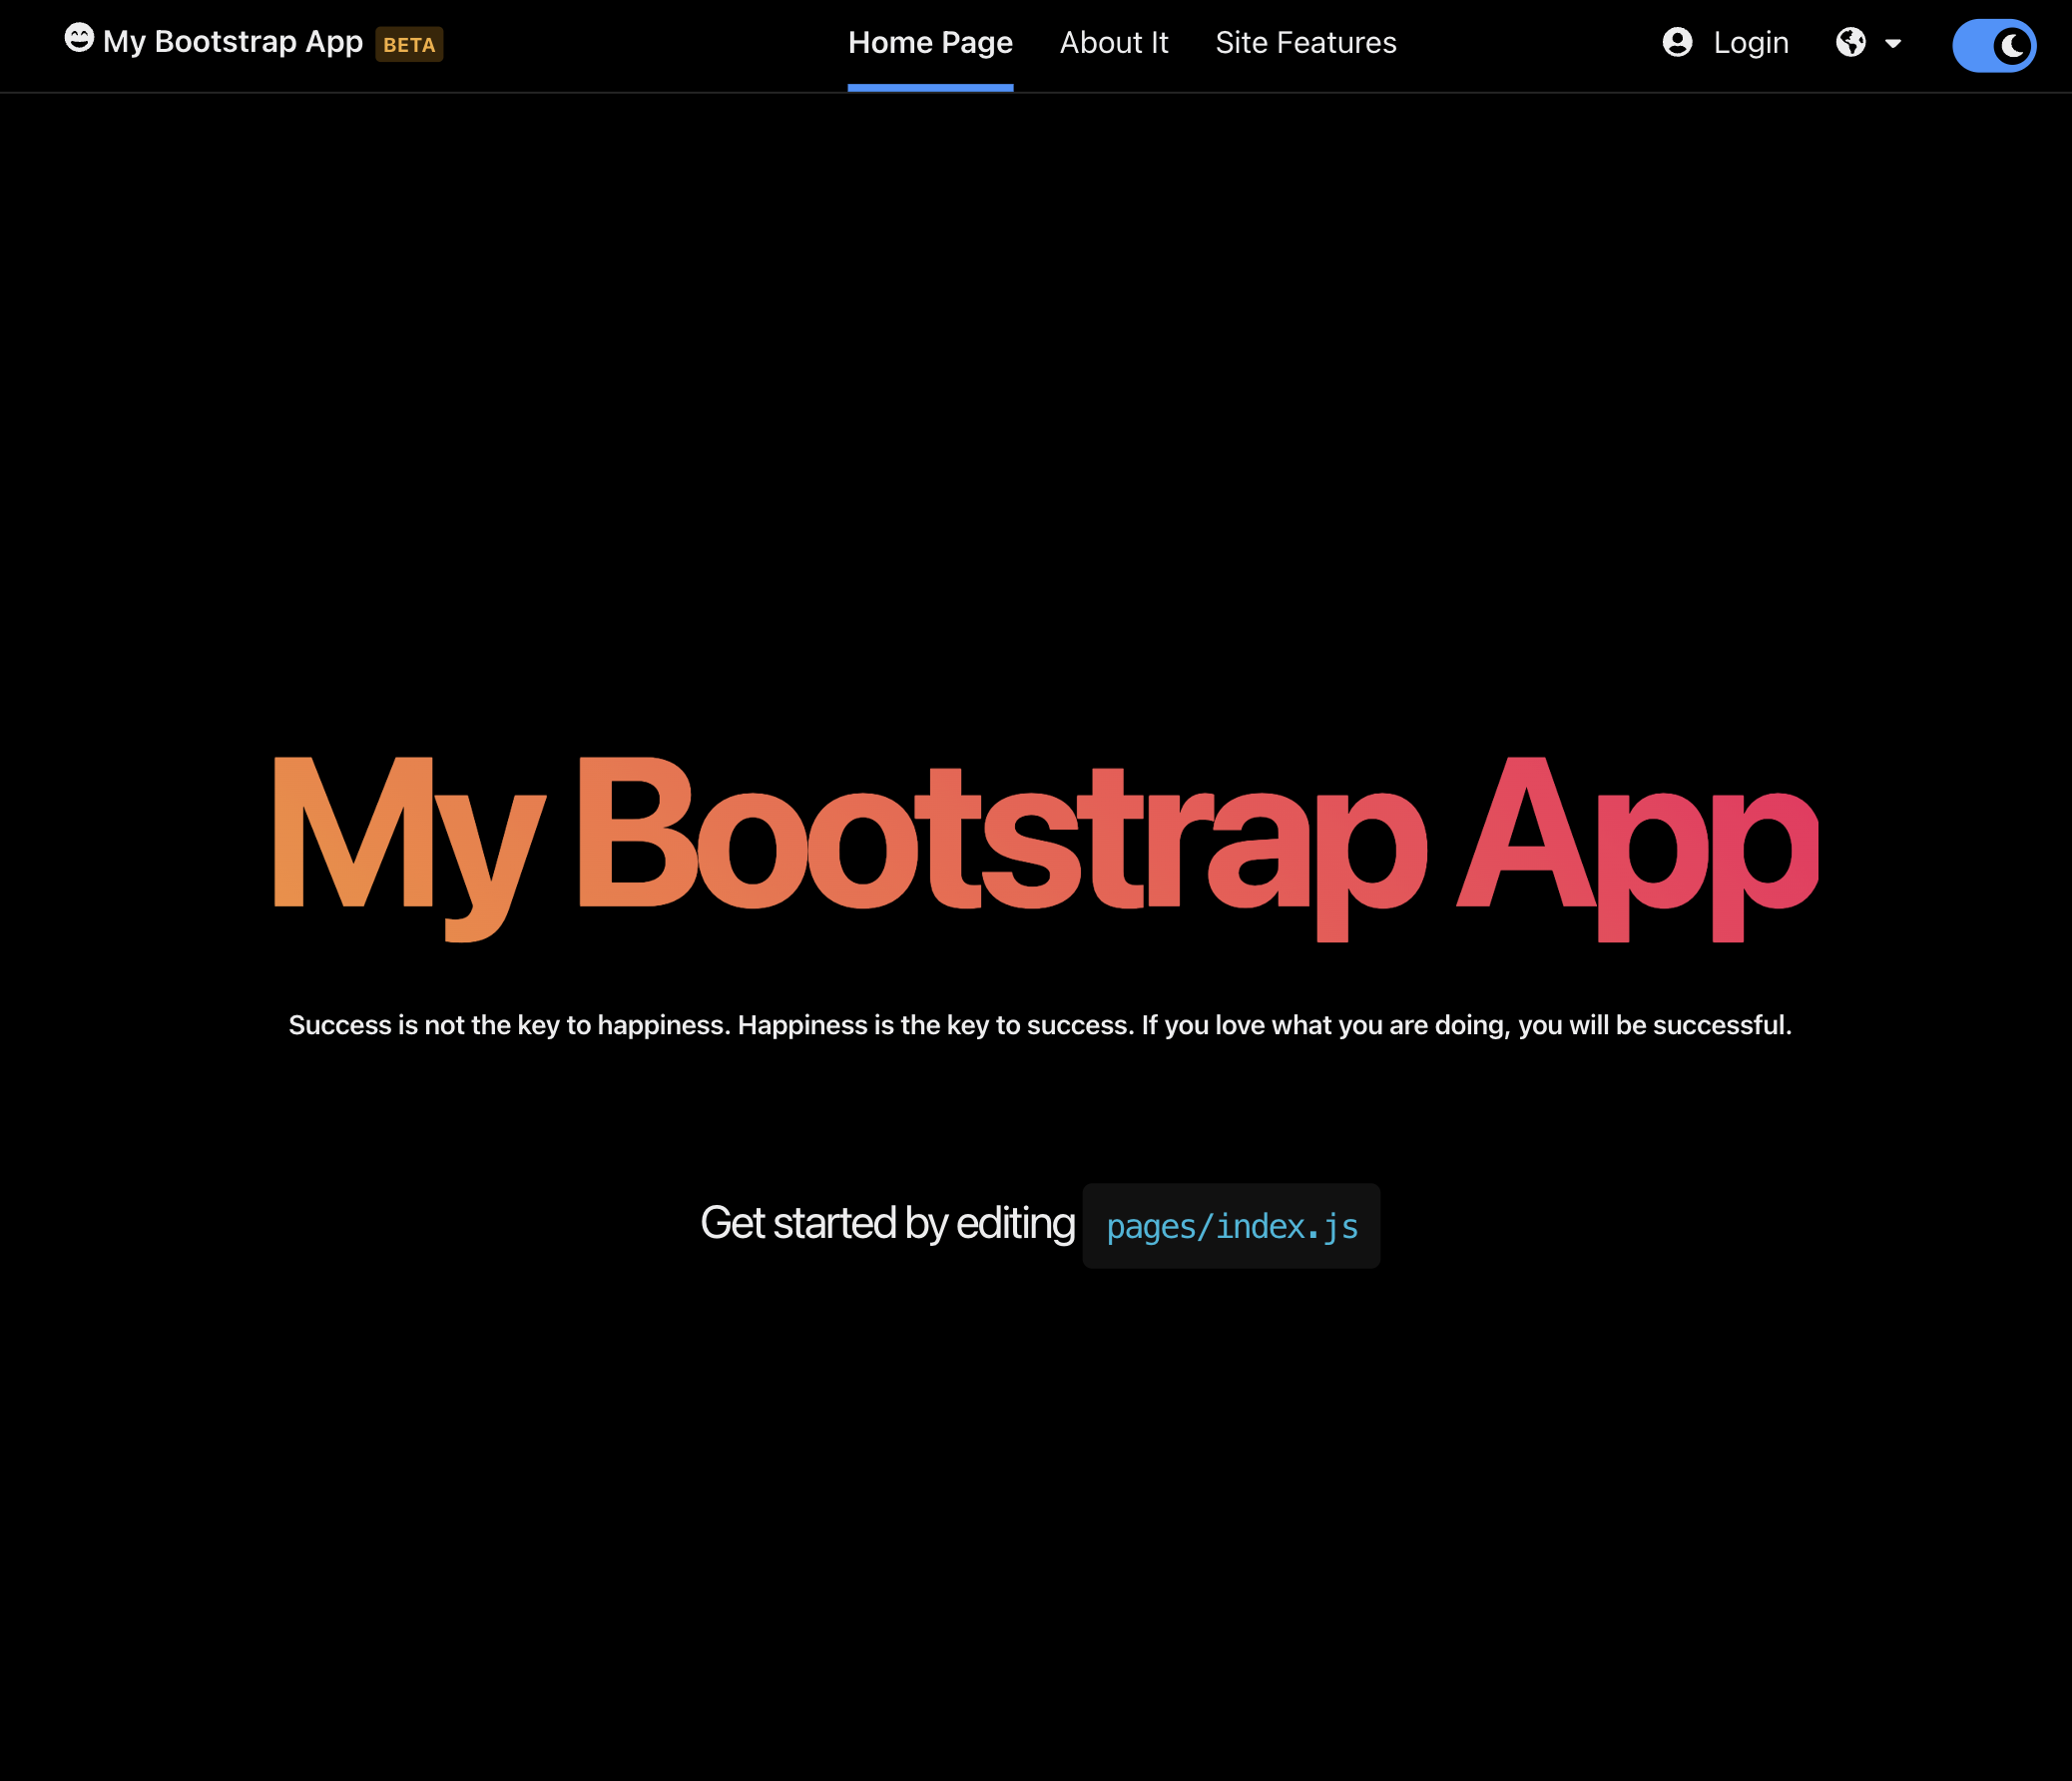 My Bootstrap App BETA
Home Page About It Site Features
Login
My Bootstrap App
Success is not the key to happiness. Happiness is the key to success. If you love what you are doing, you will be successful.
Get started by editing pages/index.js